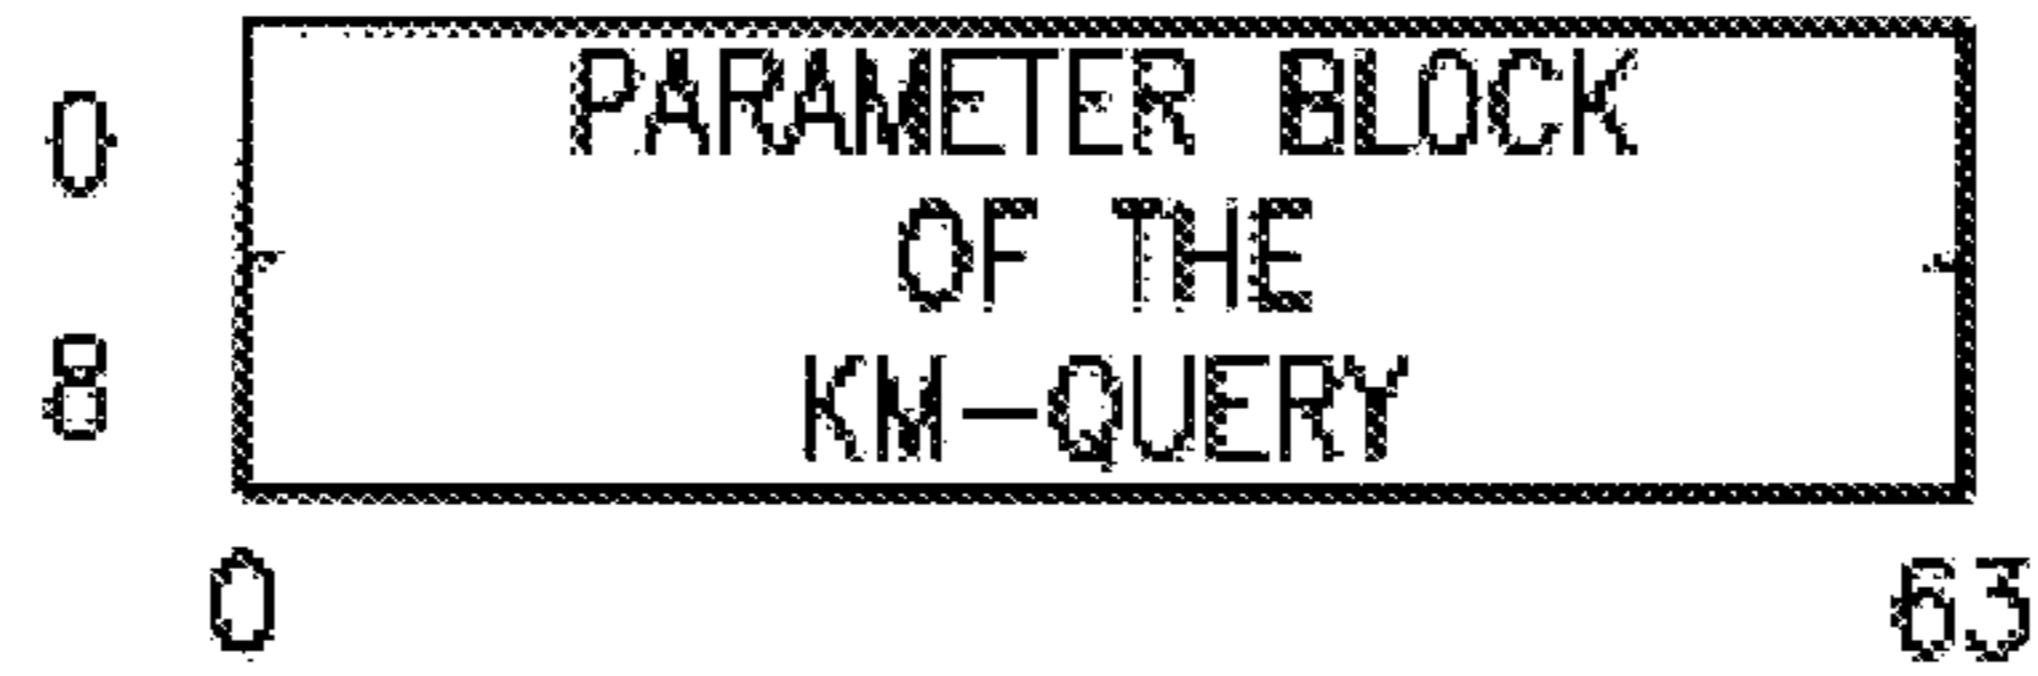 0 PARAMETER BLOCK
OF THE
8 KM-QUERY
0 63